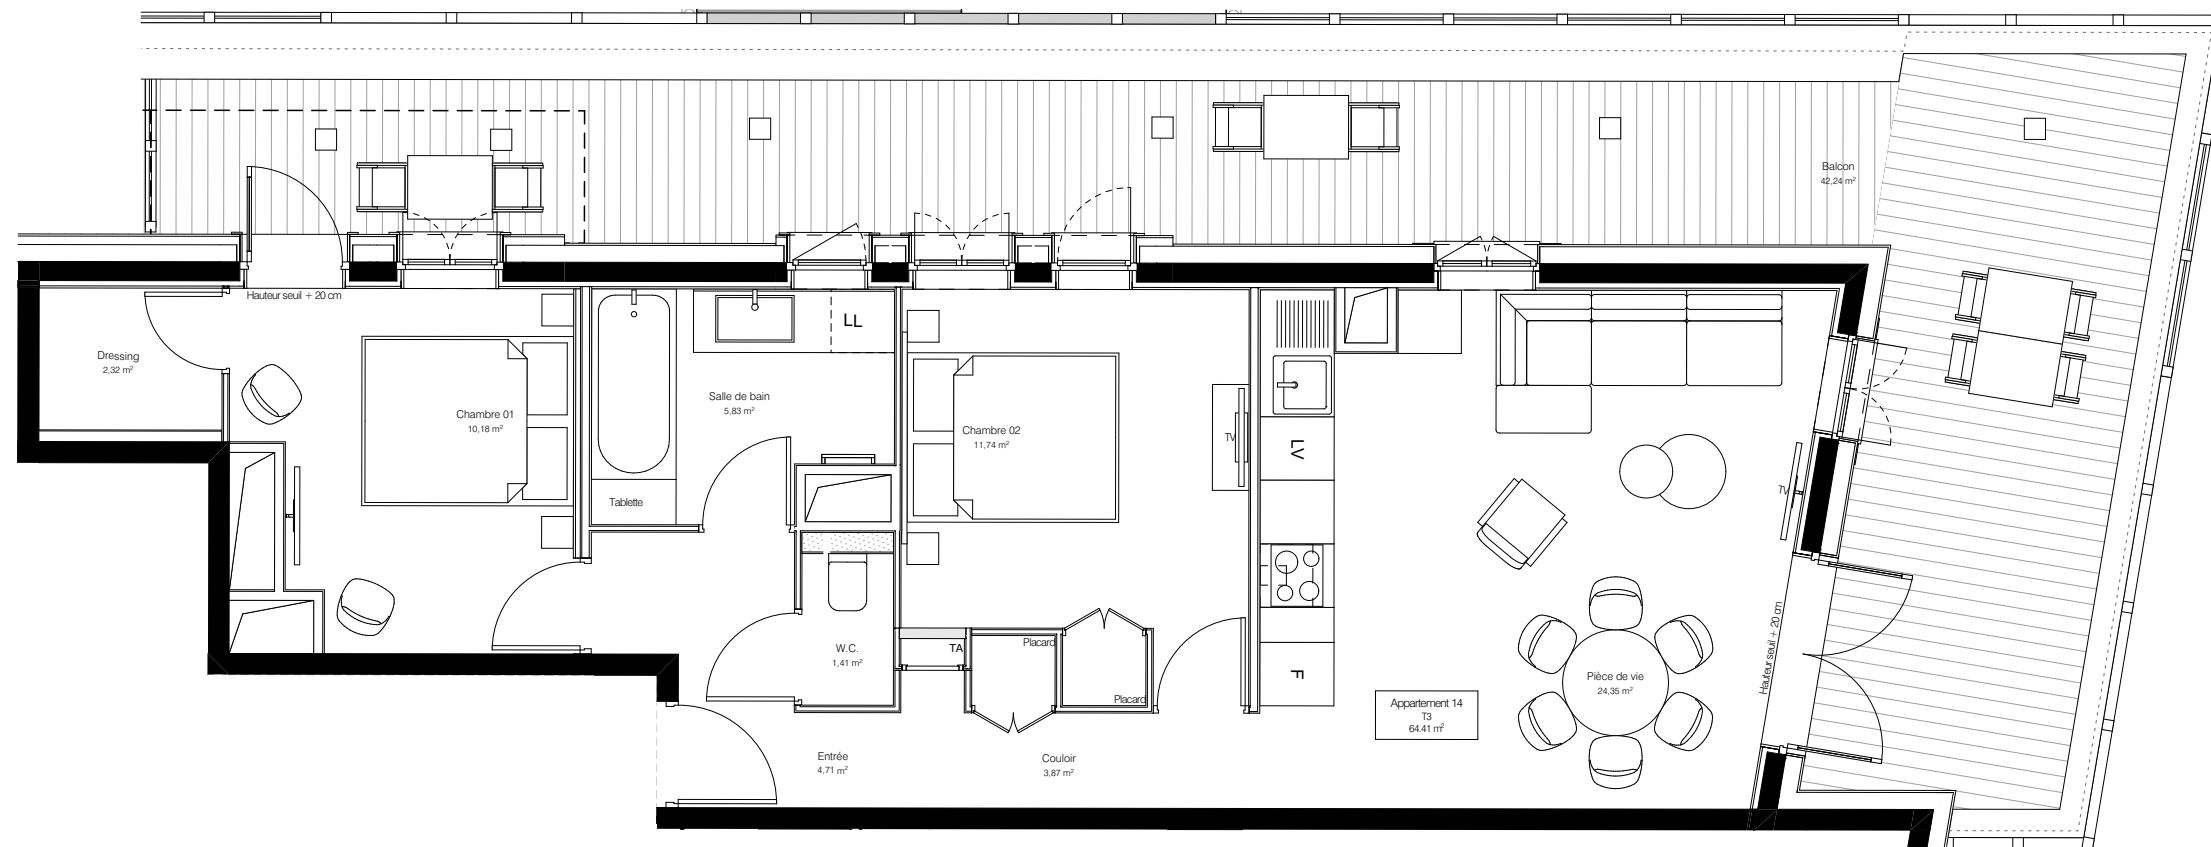 Balcon
42,24 m²
Hauteur seuil + 20 cm
Dressing
2,32 m²
Chambre 01
10,18 m²
LL
Salle de bain
5,83 m²
Tablette
Chambre 02
11,74 m²
TV
LV
TV
F
W.C.
1,41 m²
TA
Placard
Placard
Hauteur seuil + 20 cm
Pièce de vie
24,35 m²
Appartement 14
T3
64.41 m²
Entrée
4,71 m²
Couloir
3,87 m²